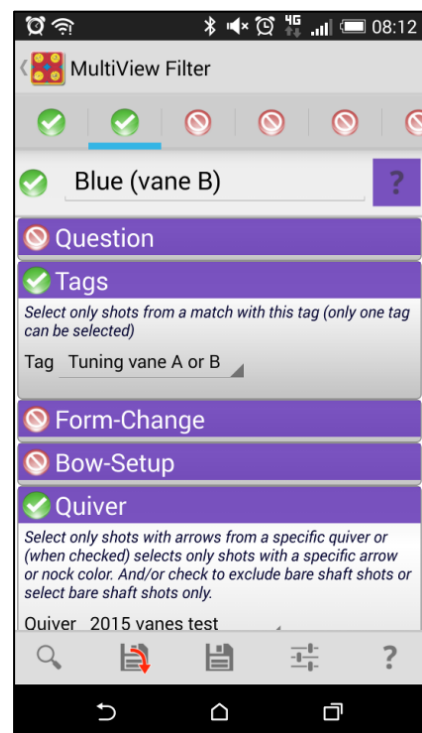 4G 08:12
MultiView Filter
Blue (vane B) ?
Question
Tags
Select only shots from a match with this tag (only one tag
can be selected)
Tag Tuning vane A or B
Form-Change
Bow-Setup
Quiver
Select only shots with arrows from a specific quiver or
(when checked) selects only shots with a specific arrow
or nock color. And/or check to exclude bare shaft shots or
select bare shaft shots only.
Quiver 2015 vanes test
?